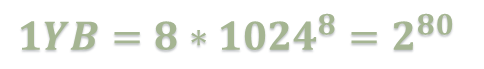 1YB = 8 * 1024⁸ = 2⁸⁰